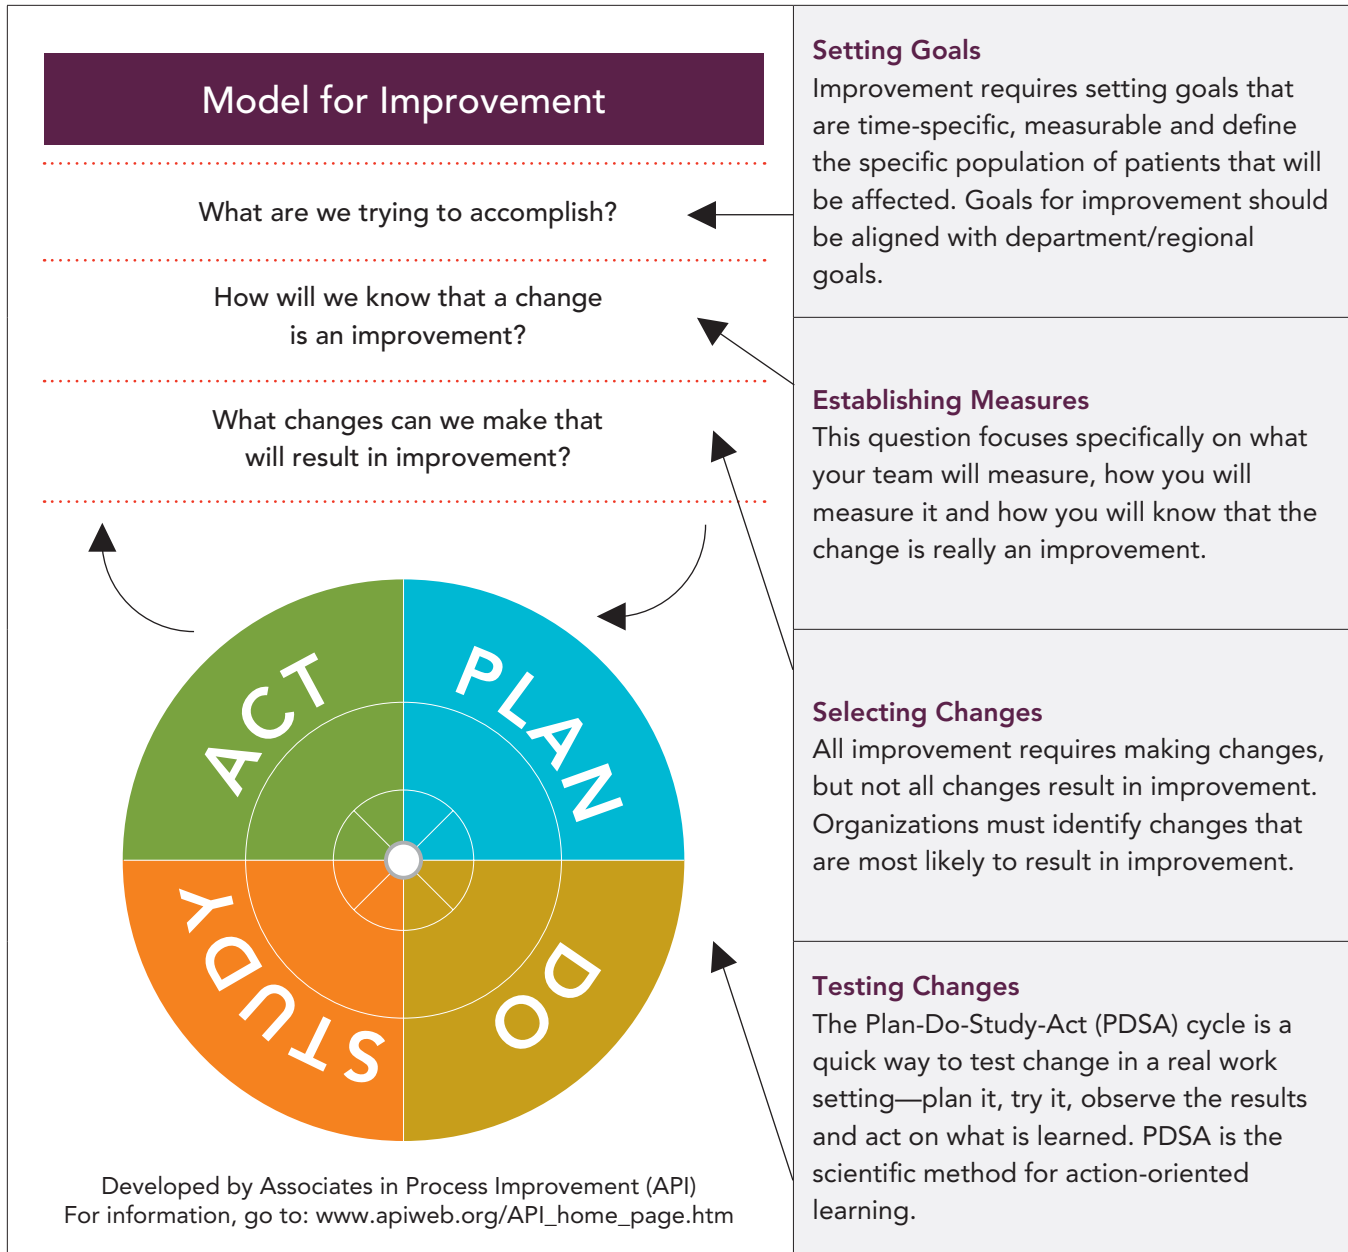 Model for Improvement
What are we trying to accomplish?
How will we know that a change
is an improvement?
What changes can we make that
will result in improvement?
ACT
PLAN
STUDY
DO
Developed by Associates in Process Improvement (API)
For information, go to: www.apiweb.org/API_home_page.htm
Setting Goals
Improvement requires setting goals that
are time-specific, measurable and define
the specific population of patients that will
be affected. Goals for improvement should
be aligned with department/regional
goals.
Establishing Measures
This question focuses specifically on what
your team will measure, how you will
measure it and how you will know that the
change is really an improvement.
Selecting Changes
All improvement requires making changes,
but not all changes result in improvement.
Organizations must identify changes that
are most likely to result in improvement.
Testing Changes
The Plan-Do-Study-Act (PDSA) cycle is a
quick way to test change in a real work
setting—plan it, try it, observe the results
and act on what is learned. PDSA is the
scientific method for action-oriented
learning.